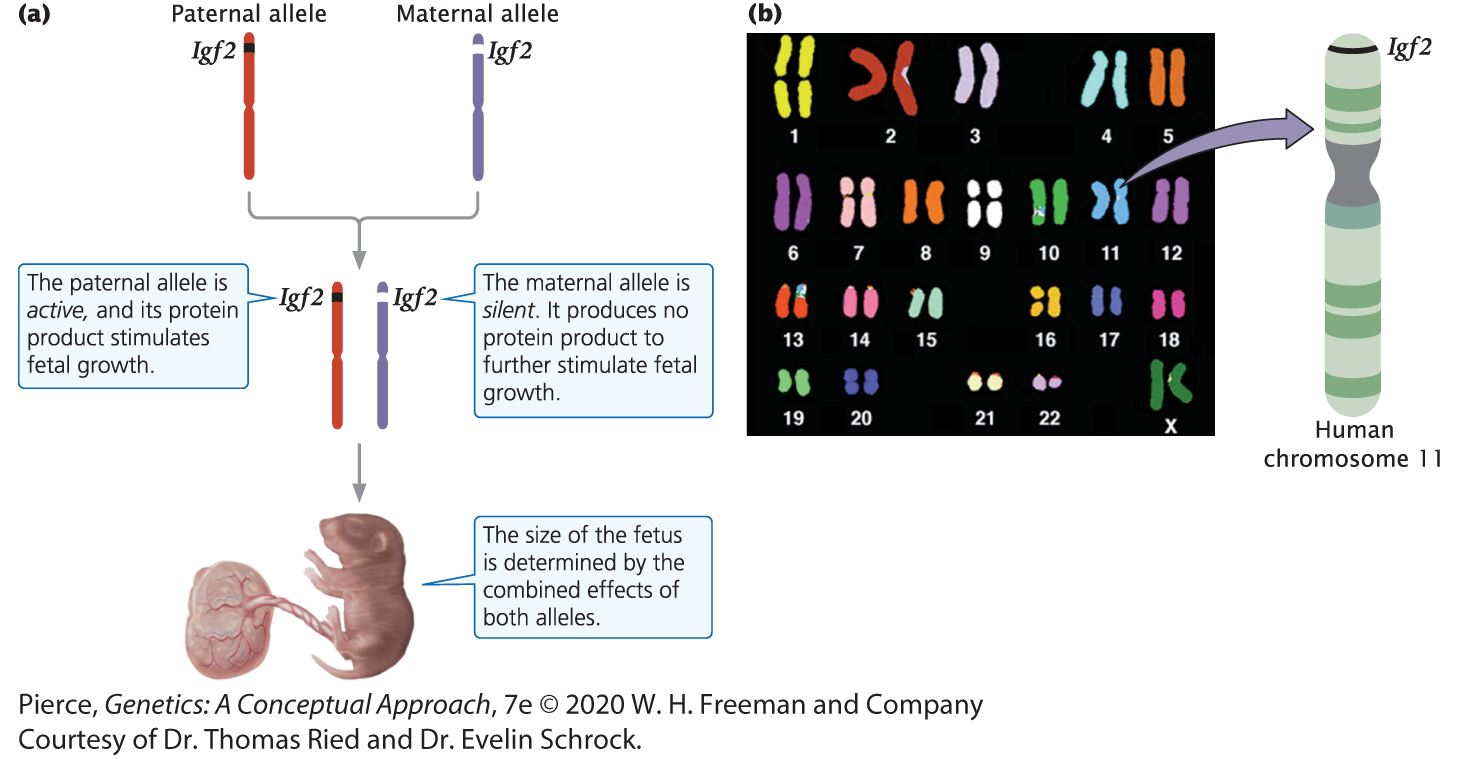 (a)
Paternal allele
Maternal allele
Igf2
Igf2
The paternal allele is
active, and its protein
product stimulates
fetal growth.
Igf2
Igf2
The maternal allele is
silent. It produces no
protein product to
further stimulate fetal
growth.
The size of the fetus
is determined by the
combined effects of
both alleles.
(b)
1 2 3 4 5
6 7 8 9 10 11 12
13 14 15 16 17 18
19 20 21 22 X
Igf2
Human
chromosome 11
Pierce, Genetics: A Conceptual Approach, 7e © 2020 W. H. Freeman and Company
Courtesy of Dr. Thomas Ried and Dr. Evelin Schrock.